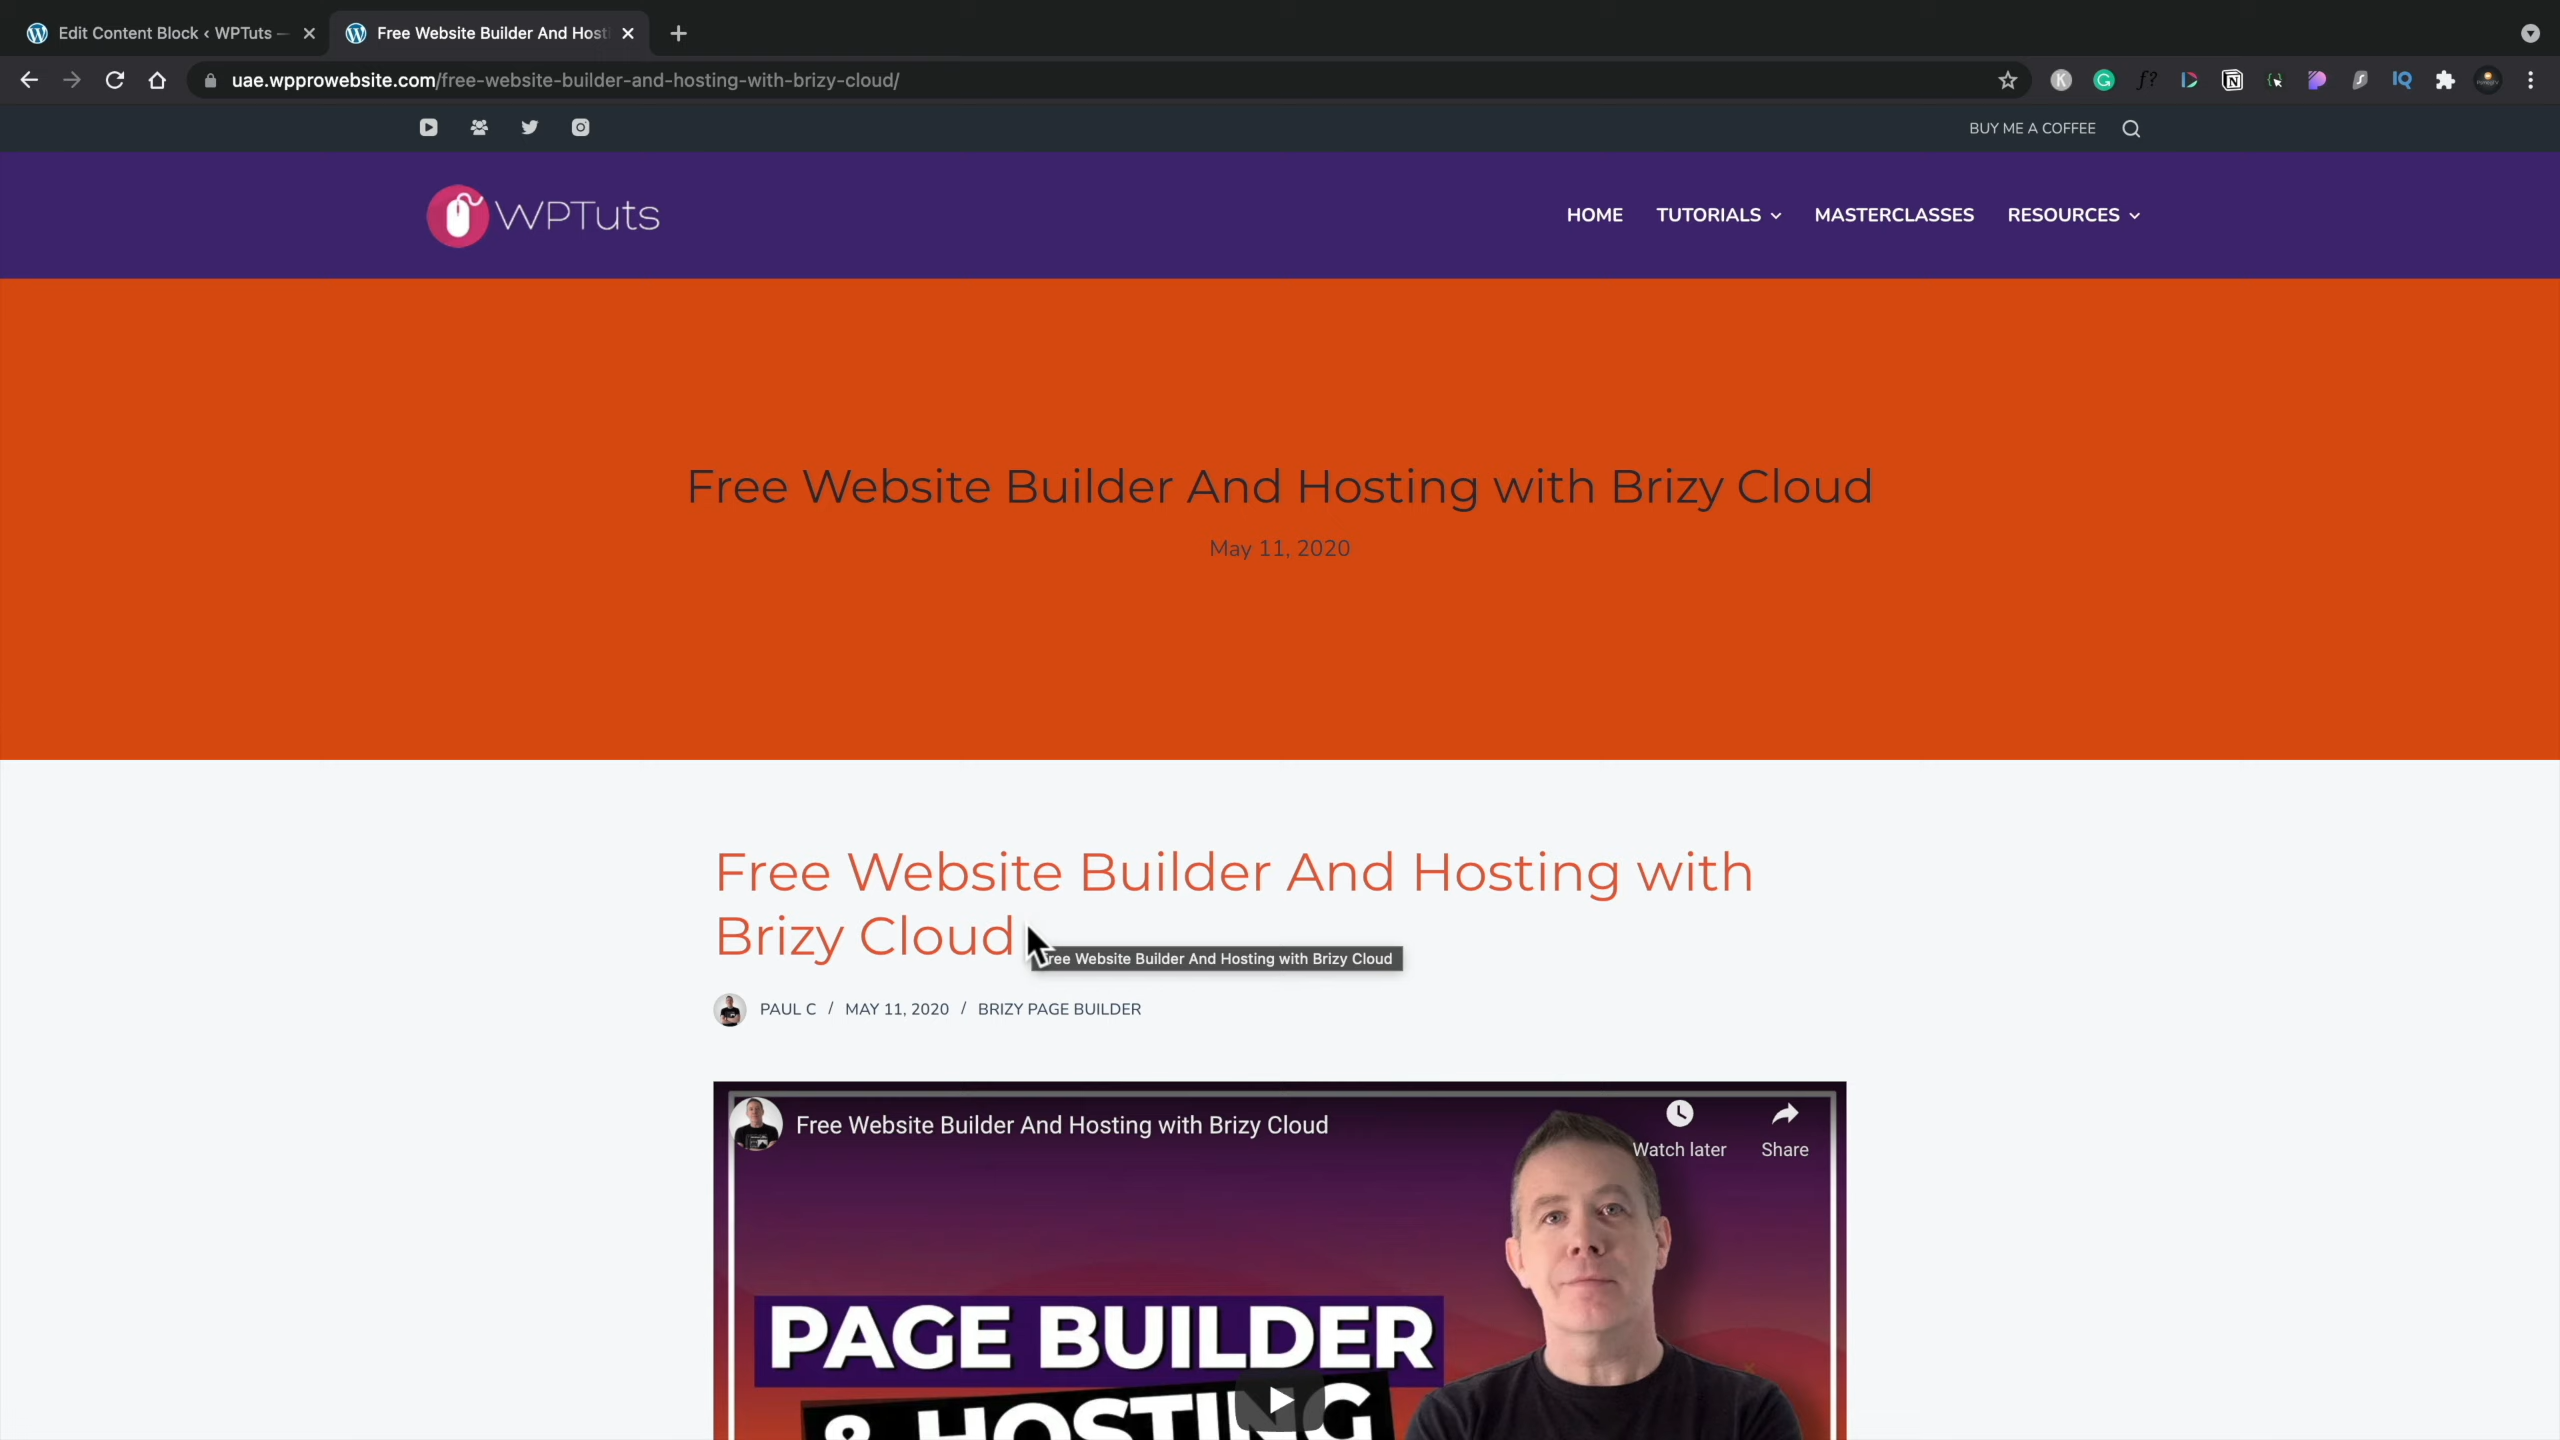 Edit Content Block ‹ WPTuts —
Free Website Builder And Host
uae.wpprowebsite.com/free-website-builder-and-hosting-with-brizy-cloud/
BUY ME A COFFEE
WPTuts
HOME TUTORIALS MASTERCLASSES RESOURCES
Free Website Builder And Hosting with Brizy Cloud
May 11, 2020
Free Website Builder And Hosting with
Brizy Cloud
Free Website Builder And Hosting with Brizy Cloud
PAUL C / MAY 11, 2020 / BRIZY PAGE BUILDER
Free Website Builder And Hosting with Brizy Cloud
Watch later Share
PAGE BUILDER
& HOSTING